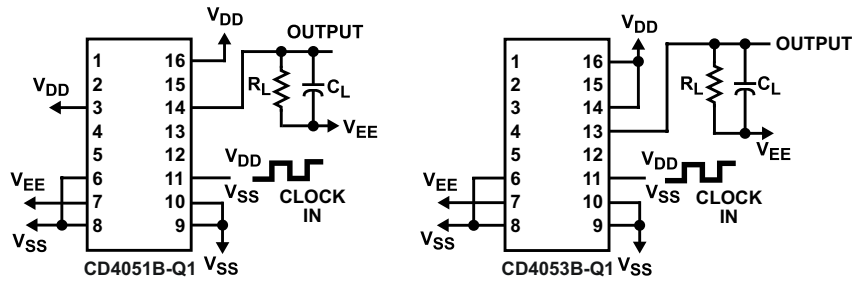 VDD
OUTPUT
1 16
2 15
VDD
3 14
4 13
5 12
6 11
7 10
8 9
RL
CL
VEE
VDD
VSS
CLOCK
IN
VEE
VSS
VSS
CD4051B-Q1
VDD
OUTPUT
1 16
2 15
3 14
4 13
5 12
6 11
7 10
8 9
RL
CL
VEE
VDD
VSS
CLOCK
IN
VEE
VSS
VSS
CD4053B-Q1